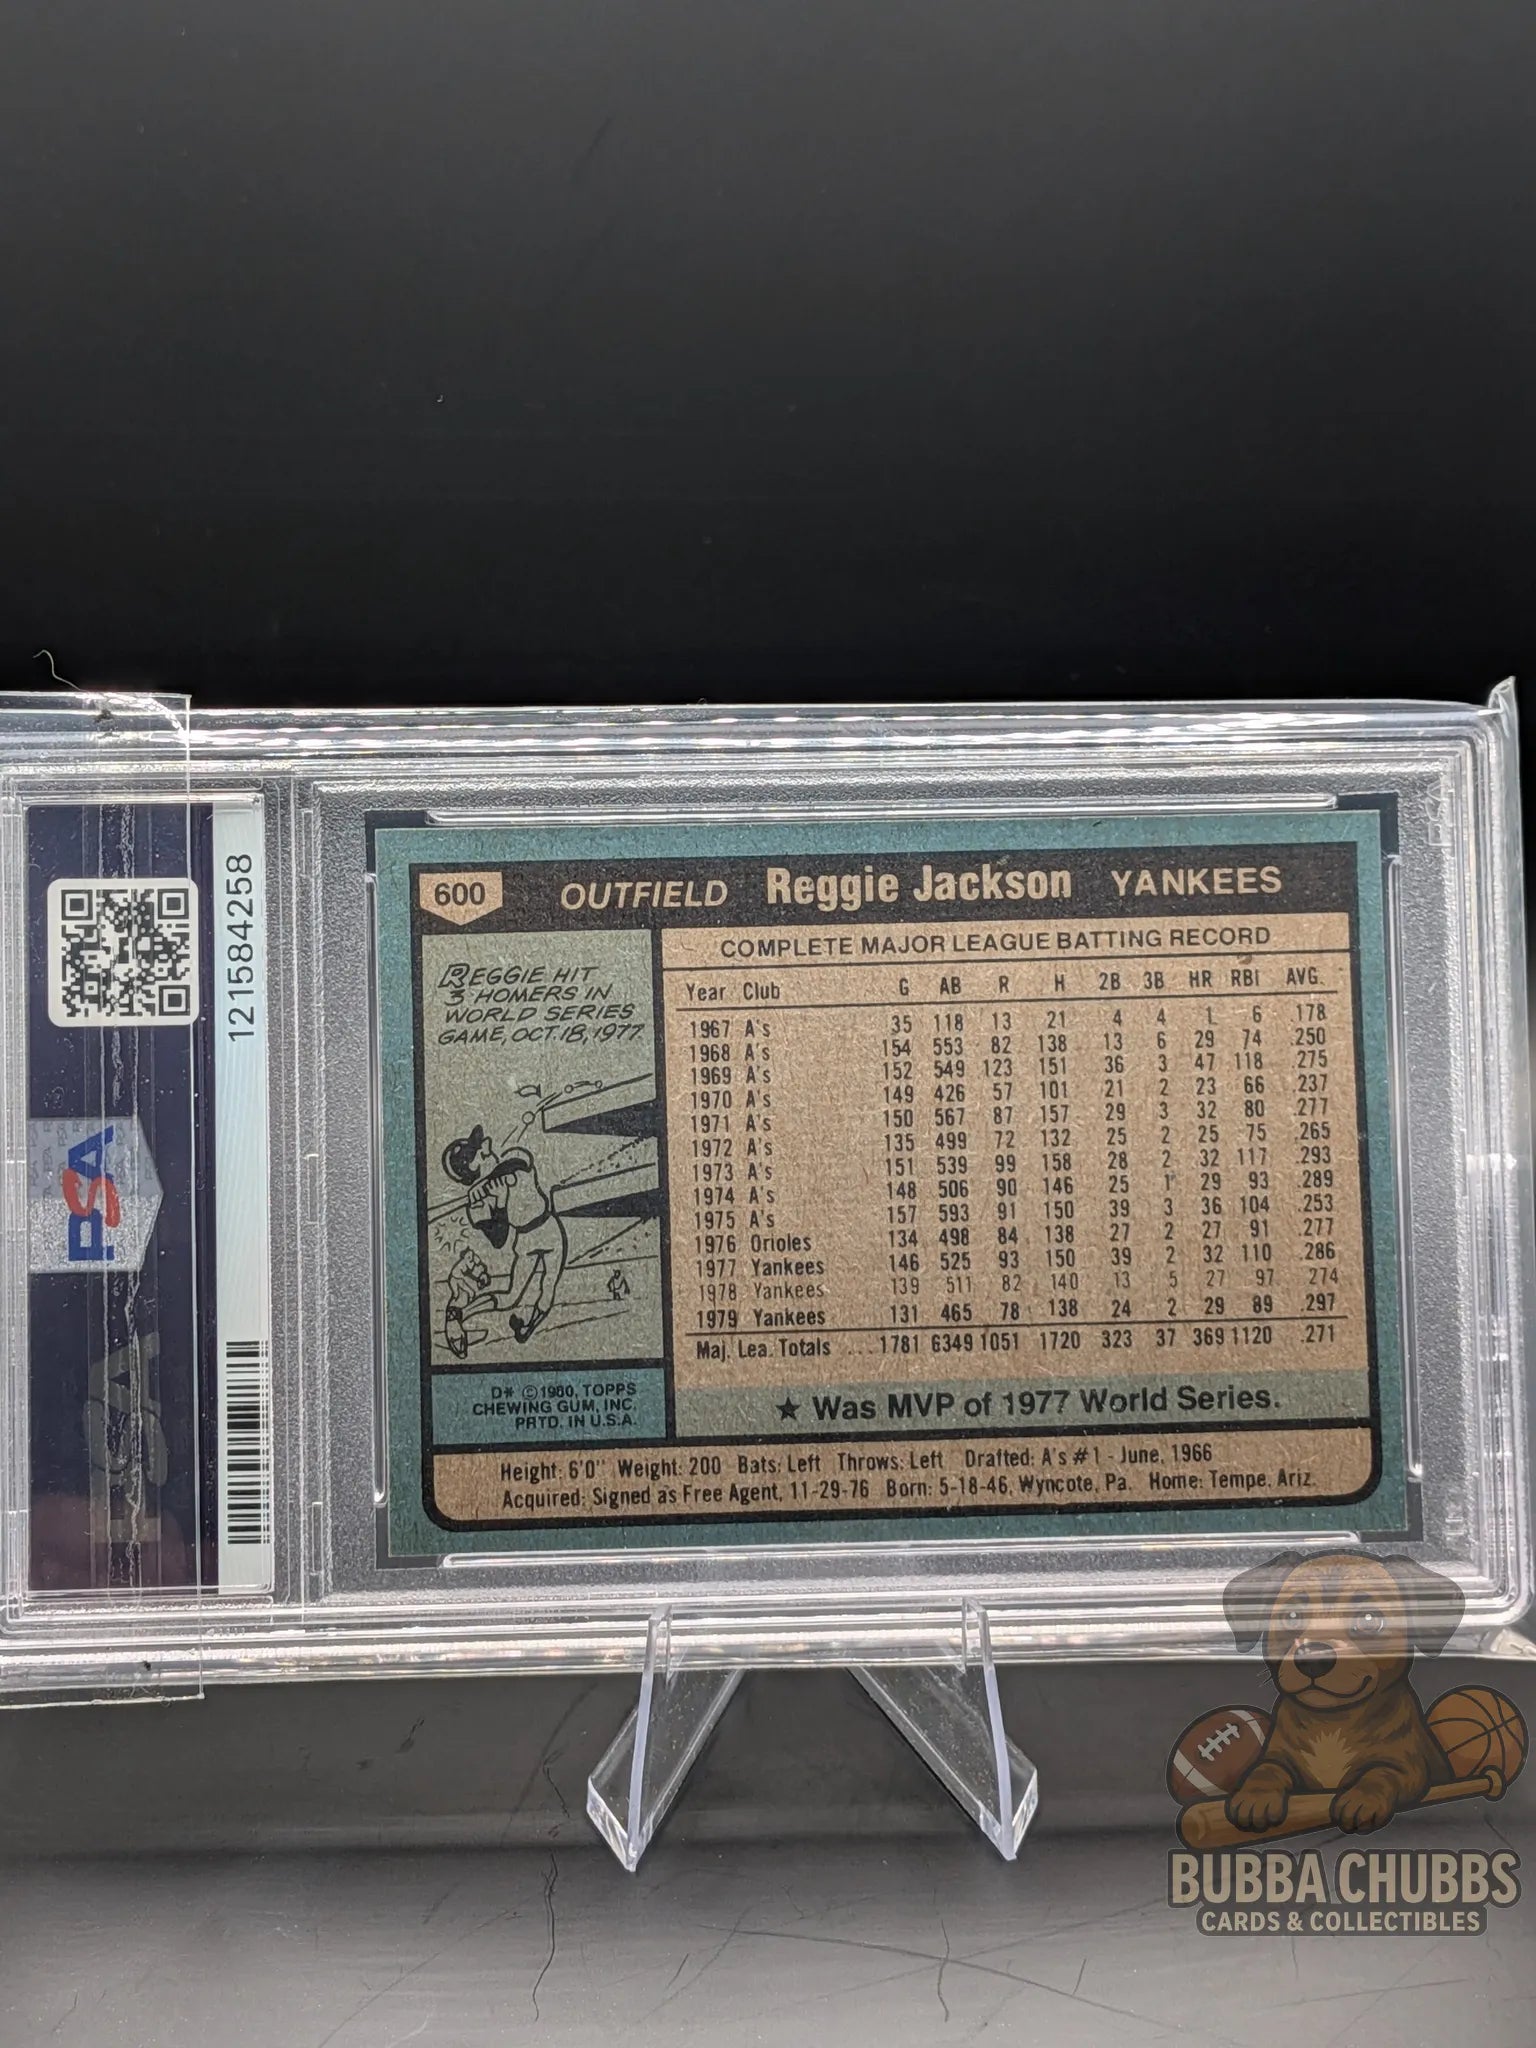 121584258
PSA
600 OUTFIELD Reggie Jackson YANKEES
REGGIE HIT
3 HOMERS IN
WORLD SERIES
GAME, OCT. 18, 1977
COMPLETE MAJOR LEAGUE BATTING RECORD
Year Club G AB R H 2B 3B HR RBI AVG.
1967 A's 35 118 13 21 4 4 1 6 .178
1968 A's 154 553 82 138 13 6 29 74 .250
1969 A's 152 549 123 151 36 3 47 118 .275
1970 A's 149 426 57 101 21 2 23 66 .237
1971 A's 150 567 87 157 29 3 32 80 .277
1972 A's 135 499 72 132 25 2 25 75 .265
1973 A's 151 539 99 158 28 2 32 117 .293
1974 A's 148 506 90 146 25 1 29 93 .289
1975 A's 157 593 91 150 39 3 36 104 .253
1976 Orioles 134 498 84 138 27 2 27 91 .277
1977 Yankees 146 525 93 150 39 2 32 110 .286
1978 Yankees 139 511 82 140 13 5 27 97 .274
1979 Yankees 131 465 78 138 24 2 29 89 .297
Maj. Lea. Totals ... 1781 6349 1051 1720 323 37 369 1120 .271
★ Was MVP of 1977 World Series.
D* © 1980, TOPPS
CHEWING GUM, INC.
PRTD. IN U.S.A.
Height: 6'0" Weight: 200 Bats: Left Throws: Left Drafted: A's #1 - June, 1966
Acquired: Signed as Free Agent, 11-29-76 Born: 5-18-46, Wyncote, Pa. Home: Tempe, Ariz.
BUBBA CHUBBS
CARDS & COLLECTIBLES